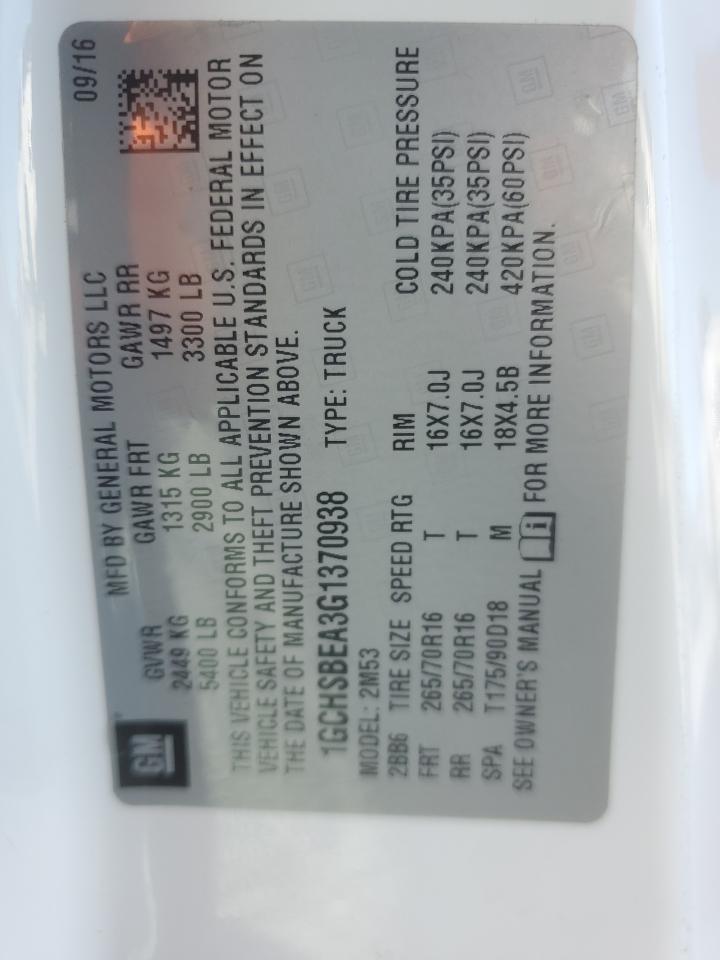 GM
MFD BY GENERAL MOTORS LLC 09/16
GVWR GAWR FRT GAWR RR
2449 KG 1315 KG 1497 KG
5400 LB 2900 LB 3300 LB
THIS VEHICLE CONFORMS TO ALL APPLICABLE U.S. FEDERAL MOTOR
VEHICLE SAFETY AND THEFT PREVENTION STANDARDS IN EFFECT ON
THE DATE OF MANUFACTURE SHOWN ABOVE.
1GCHSBEA3G1370938 TYPE: TRUCK
MODEL: 2M53
2BB6 TIRE SIZE SPEED RTG RIM COLD TIRE PRESSURE
FRT 265/70R16 T 16X7.0J 240KPA(35PSI)
RR 265/70R16 T 16X7.0J 240KPA(35PSI)
SPA T175/90D18 M 18X4.5B 420KPA(60PSI)
SEE OWNER'S MANUAL FOR MORE INFORMATION.